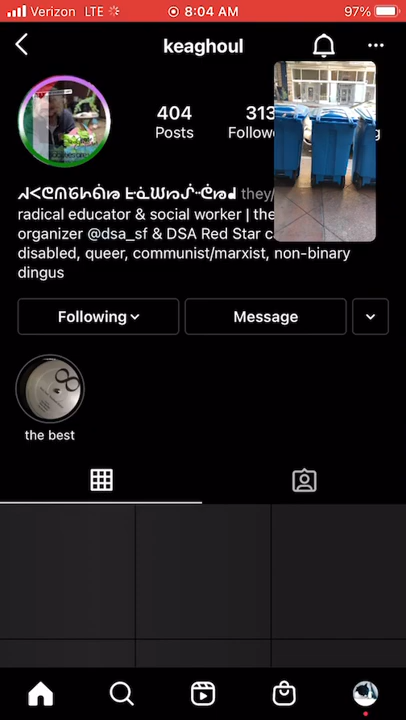 Verizon LTE 8:04 AM 97%
keaghoul
404
Posts
313
Follow
g
they/
radical educator & social worker | the
organizer @dsa_sf & DSA Red Star c
disabled, queer, communist/marxist, non-binary
dingus
Following
Message
the best